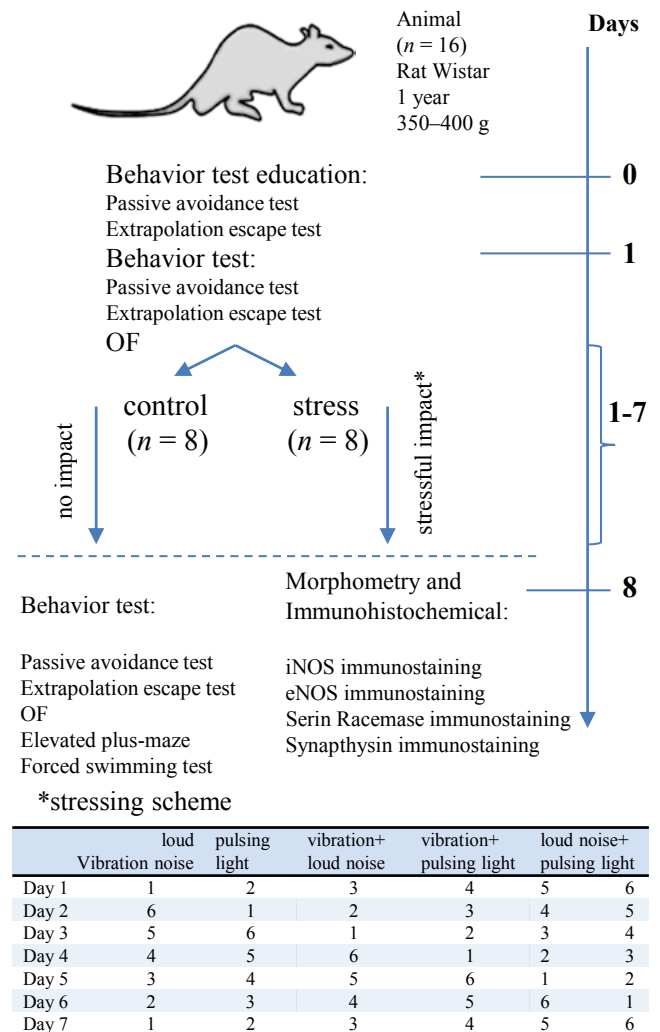 Animal
(n = 16)
Rat Wistar
1 year
350–400 g
Days
Behavior test education:
Passive avoidance test
Extrapolation escape test
0
Behavior test:
Passive avoidance test
Extrapolation escape test
OF
1
control
(n = 8)
stress
(n = 8)
no impact
stressful impact*
1-7
8
Behavior test:
Passive avoidance test
Extrapolation escape test
OF
Elevated plus-maze
Forced swimming test
Morphometry and
Immunohistochemical:
iNOS immunostaining
eNOS immunostaining
Serin Racemase immunostaining
Synapthysin immunostaining
*stressing scheme
loud pulsing vibration+ vibration+ loud noise+
Vibration noise light loud noise pulsing light pulsing light
Day 1 1 2 3 4 5 6
Day 2 6 1 2 3 4 5
Day 3 5 6 1 2 3 4
Day 4 4 5 6 1 2 3
Day 5 3 4 5 6 1 2
Day 6 2 3 4 5 6 1
Day 7 1 2 3 4 5 6